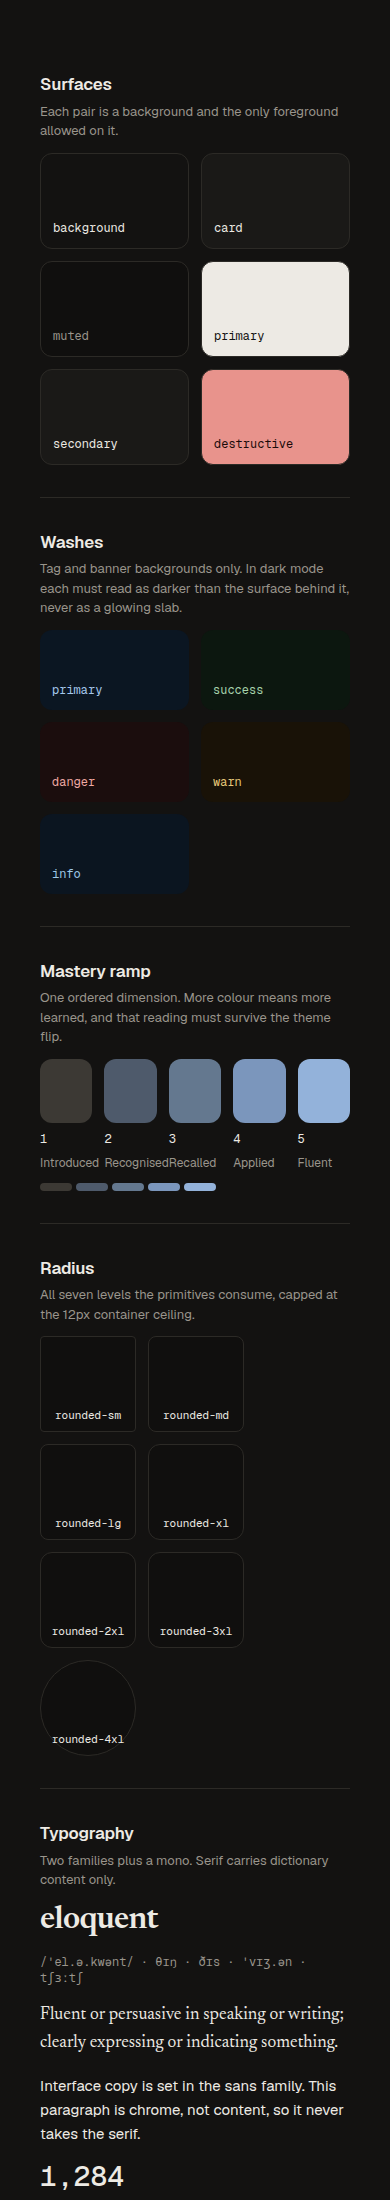 Surfaces
Each pair is a background and the only foreground
allowed on it.
background
card
muted
primary
secondary
destructive
Washes
Tag and banner backgrounds only. In dark mode
each must read as darker than the surface behind it,
never as a glowing slab.
primary
success
danger
warn
info
Mastery ramp
One ordered dimension. More colour means more
learned, and that reading must survive the theme
flip.
1 2 3 4 5
Introduced Recognised Recalled Applied Fluent
Radius
All seven levels the primitives consume, capped at
the 12px container ceiling.
rounded-sm
rounded-md
rounded-lg
rounded-xl
rounded-2xl
rounded-3xl
rounded-4xl
Typography
Two families plus a mono. Serif carries dictionary
content only.
eloquent
/ˈel.ə.kwənt/ · θɪŋ · ðɪs · ˈvɪʒ.ən ·
tʃɜːtʃ
Fluent or persuasive in speaking or writing;
clearly expressing or indicating something.
Interface copy is set in the sans family. This
paragraph is chrome, not content, so it never
takes the serif.
1,284